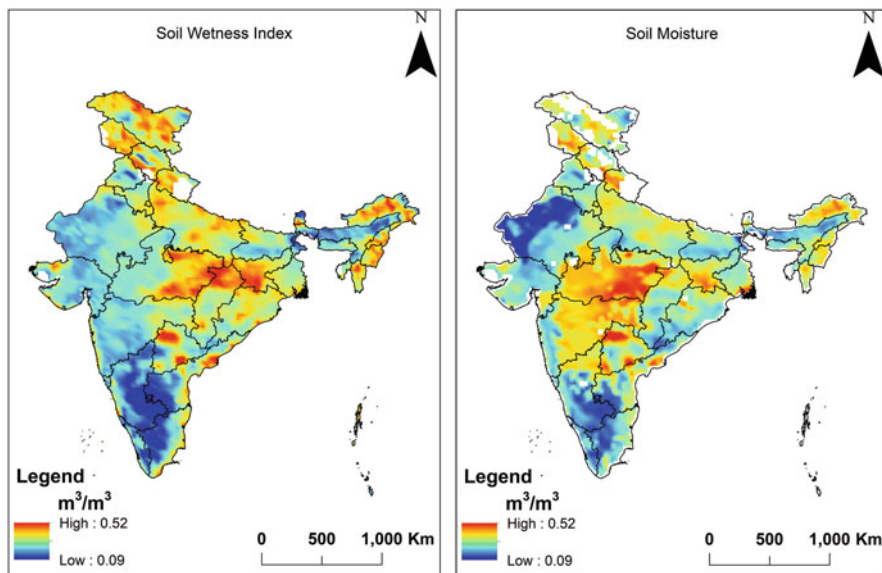 Soil Wetness Index
N
Legend
m³/m³
High : 0.52
Low : 0.09
0 500 1,000 Km
Soil Moisture
N
Legend
m³/m³
High : 0.52
Low : 0.09
0 500 1,000 Km